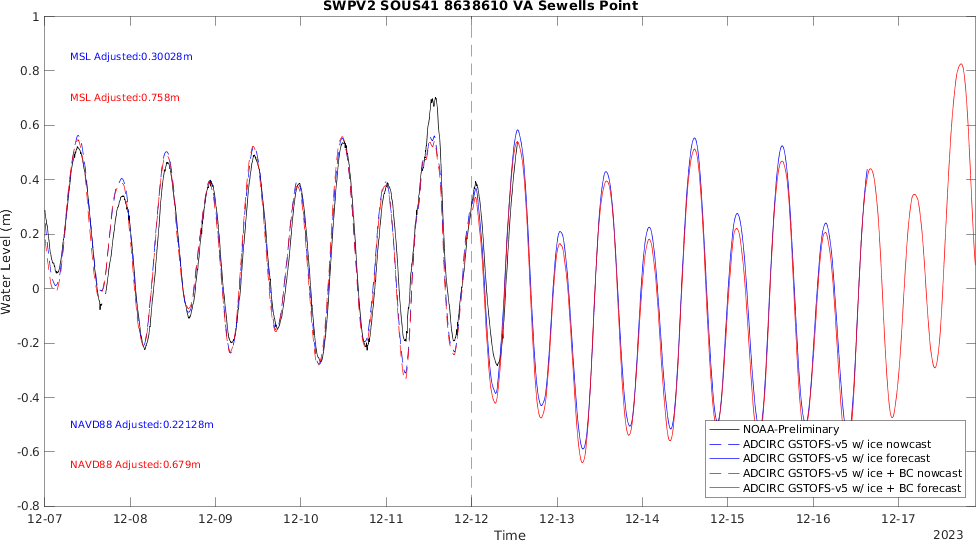 SWPV2 SOUS41 8638610 VA Sewells Point
Water Level (m)
1
0.8
0.6
0.4
0.2
0
-0.2
-0.4
-0.6
-0.8
MSL Adjusted:0.30028m
MSL Adjusted:0.758m
NAVD88 Adjusted:0.22128m
NAVD88 Adjusted:0.679m
NOAA-Preliminary
ADCIRC GSTOFS-v5 w/ ice nowcast
ADCIRC GSTOFS-v5 w/ ice forecast
ADCIRC GSTOFS-v5 w/ ice + BC nowcast
ADCIRC GSTOFS-v5 w/ ice + BC forecast
12-07 12-08 12-09 12-10 12-11 12-12 12-13 12-14 12-15 12-16 12-17
Time
2023